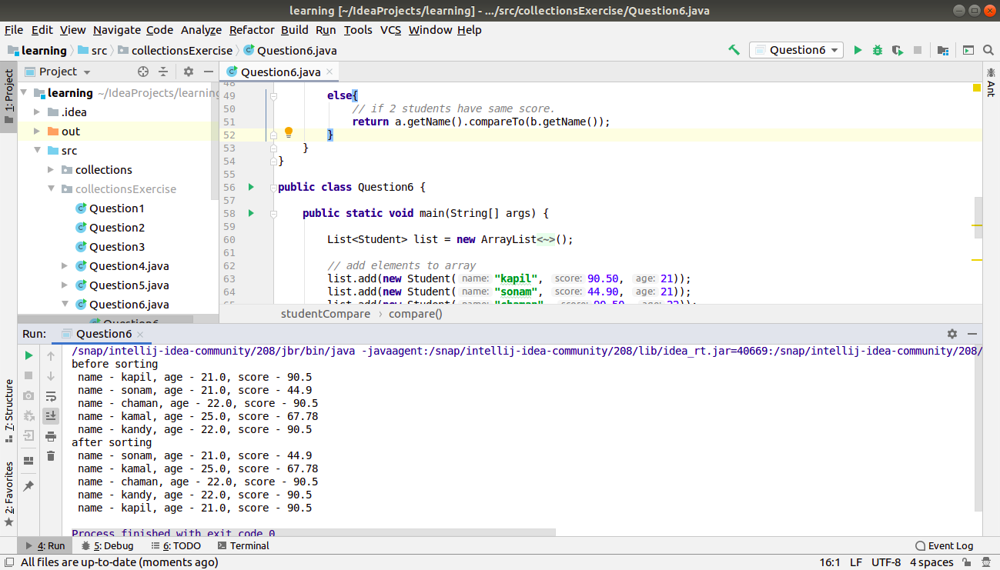 learning [~/IdeaProjects/learning] - .../src/collectionsExercise/Question6.java
File Edit View Navigate Code Analyze Refactor Build Run Tools VCS Window Help
learning src collectionsExercise Question6.java
Question6
1: Project
Project
Question6.java
Ant
learning ~/IdeaProjects/learning
.idea
out
src
collections
collectionsExercise
Question1
Question2
Question3
Question4.java
Question5.java
Question6.java
Question6
48
49 else{
50 // if 2 students have same score.
51 return a.getName().compareTo(b.getName());
52 }
53 }
54 }
55
56 public class Question6 {
57
58 public static void main(String[] args) {
59
60 List<Student> list = new ArrayList<~>();
61
62 // add elements to array
63 list.add(new Student( name: "kapil", score: 90.50, age: 21));
64 list.add(new Student( name: "sonam", score: 44.90, age: 21));
65 list.add(new Student( name: "chaman", score: 90.50, age: 22));
studentCompare › compare()
Run: Question6
/snap/intellij-idea-community/208/jbr/bin/java -javaagent:/snap/intellij-idea-community/208/lib/idea_rt.jar=40669:/snap/intellij-idea-community/208/
before sorting
name - kapil, age - 21.0, score - 90.5
name - sonam, age - 21.0, score - 44.9
name - chaman, age - 22.0, score - 90.5
name - kamal, age - 25.0, score - 67.78
name - kandy, age - 22.0, score - 90.5
after sorting
name - sonam, age - 21.0, score - 44.9
name - kamal, age - 25.0, score - 67.78
name - chaman, age - 22.0, score - 90.5
name - kandy, age - 22.0, score - 90.5
name - kapil, age - 21.0, score - 90.5
Process finished with exit code 0
7: Structure
2: Favorites
4: Run 5: Debug 6: TODO Terminal Event Log
All files are up-to-date (moments ago) 16:1 LF UTF-8 4 spaces